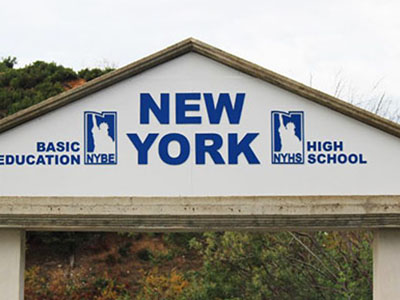 NEW
YORK
BASIC
EDUCATION
NYBE
NYHS
HIGH
SCHOOL